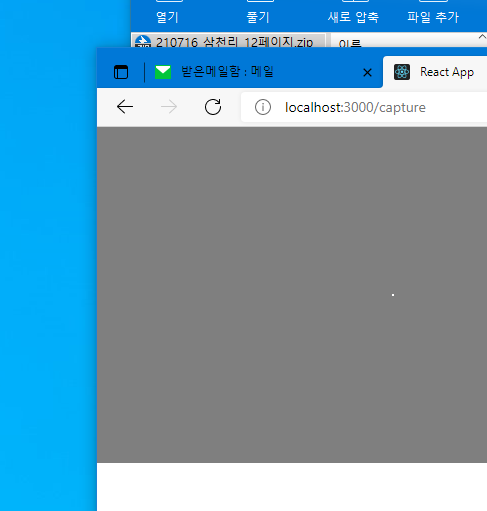 열기 풀기 새로 압축 파일 추가
210716_삼천리_12페이지.zip 이름
받은메일함 : 메일 React App
localhost:3000/capture